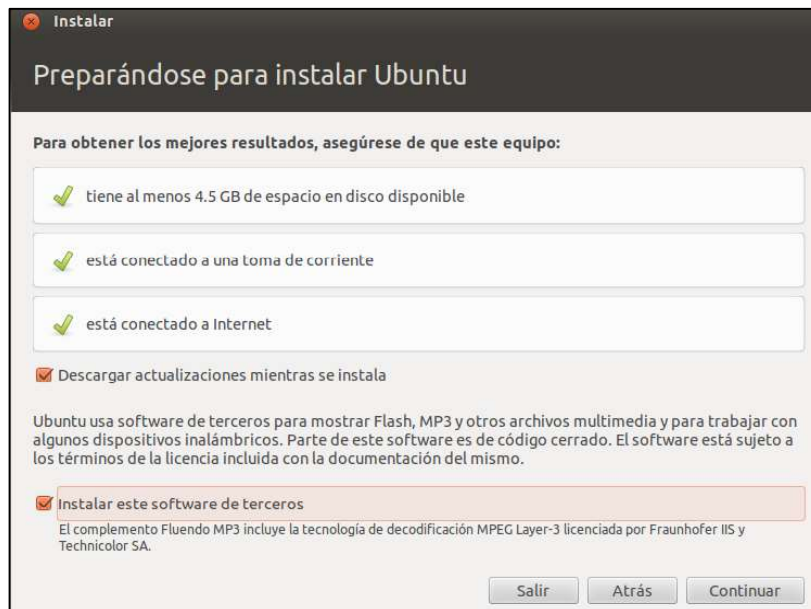 Instalar
Preparándose para instalar Ubuntu
Para obtener los mejores resultados, asegúrese de que este equipo:
tiene al menos 4.5 GB de espacio en disco disponible
está conectado a una toma de corriente
está conectado a Internet
Descargar actualizaciones mientras se instala
Ubuntu usa software de terceros para mostrar Flash, MP3 y otros archivos multimedia y para trabajar con
algunos dispositivos inalámbricos. Parte de este software es de código cerrado. El software está sujeto a
los términos de la licencia incluida con la documentación del mismo.
Instalar este software de terceros
El complemento Fluendo MP3 incluye la tecnología de decodificación MPEG Layer-3 licenciada por Fraunhofer IIS y
Technicolor SA.
Salir Atrás Continuar